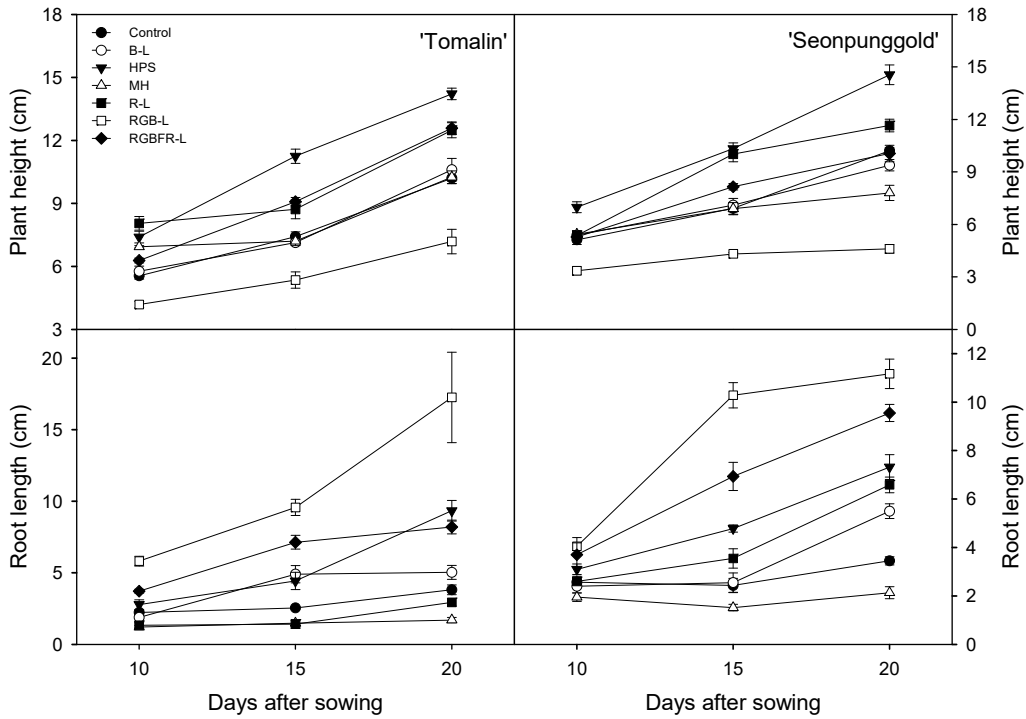 18
15
12
9
6
3
Plant height (cm)
Control
B-L
HPS
MH
R-L
RGB-L
RGBFR-L
'Tomalin'
'Seonpunggold'
18
15
12
9
6
3
0
Plant height (cm)
20
15
10
5
0
Root length (cm)
12
10
8
6
4
2
0
Root length (cm)
10 15 20
10 15 20
Days after sowing
Days after sowing